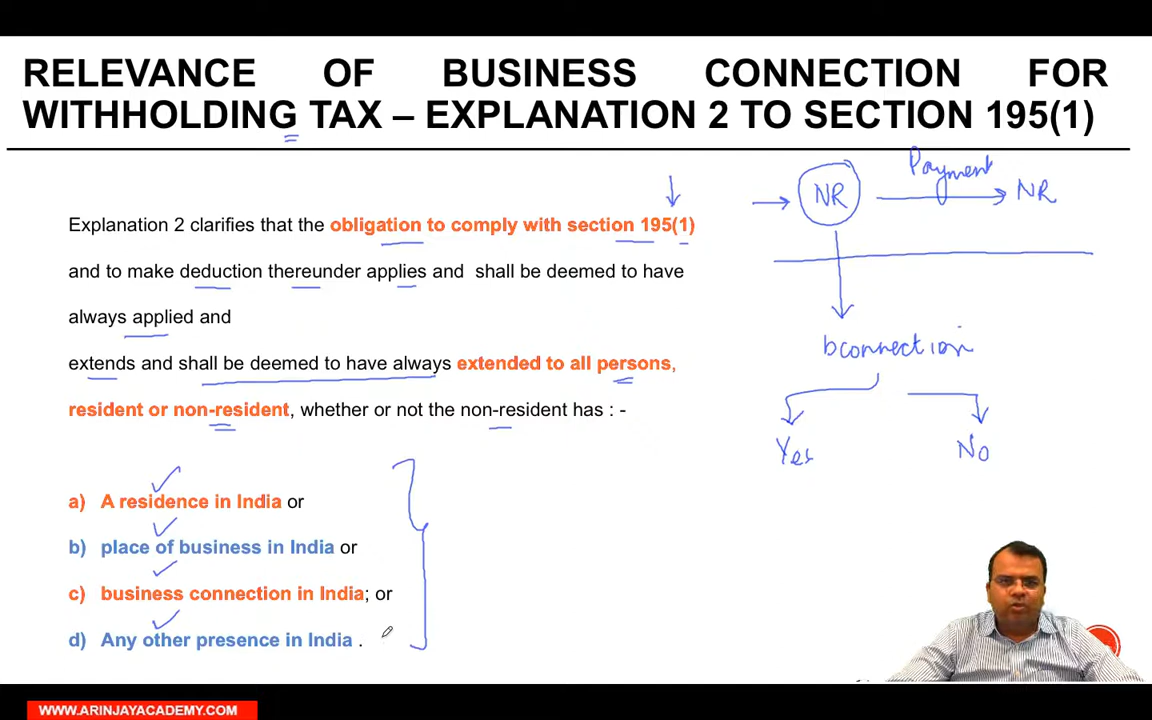 RELEVANCE OF BUSINESS CONNECTION FOR
WITHHOLDING TAX – EXPLANATION 2 TO SECTION 195(1)
Explanation 2 clarifies that the obligation to comply with section 195(1)
and to make deduction thereunder applies and shall be deemed to have
always applied and
extends and shall be deemed to have always extended to all persons,
resident or non-resident, whether or not the non-resident has : -
a) A residence in India or
b) place of business in India or
c) business connection in India; or
d) Any other presence in India .
Payment
NR NR
bconnection
Yes No
WWW.ARINJAYACADEMY.COM